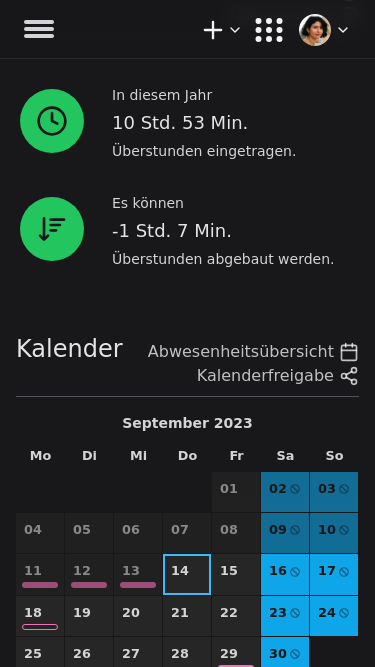 In diesem Jahr
10 Std. 53 Min.
Überstunden eingetragen.
Es können
-1 Std. 7 Min.
Überstunden abgebaut werden.
Kalender
Abwesenheitsübersicht
Kalenderfreigabe
September 2023
Mo Di Mi Do Fr Sa So
01 02 03
04 05 06 07 08 09 10
11 12 13 14 15 16 17
18 19 20 21 22 23 24
25 26 27 28 29 30